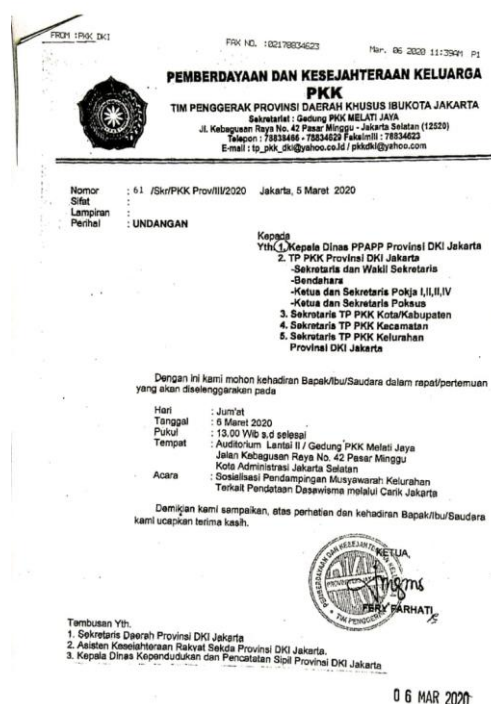 FROM :PKK DKI
FAX NO. :02178834623
Mar. 06 2020 11:39AM P1
PEMBERDAYAAN DAN KESEJAHTERAAN KELUARGA
PKK
TIM PENGGERAK PROVINSI DAERAH KHUSUS IBUKOTA JAKARTA
Sekretariat : Gedung PKK MELATI JAYA
Jl. Kebagusan Raya No. 42 Pasar Minggu - Jakarta Selatan (12520)
Telepon : 78838466 - 78834629 Faksimili : 78834623
E-mail : tp_pkk_dki@yahoo.co.id / pkkdki@yahoo.com
Nomor : 61 /Skr/PKK Prov/III/2020 Jakarta, 5 Maret 2020
Sifat :
Lampiran :
Perihal : UNDANGAN
Kepada
Yth. 1. Kepala Dinas PPAPP Provinsi DKI Jakarta
2. TP PKK Provinsi DKI Jakarta
-Sekretaris dan Wakil Sekretaris
-Bendahara
-Ketua dan Sekretaris Pokja I,II,II,IV
-Ketua dan Sekretaris Poksus
3. Sekretaris TP PKK Kota/Kabupaten
4. Sekretaris TP PKK Kecamatan
5. Sekretaris TP PKK Kelurahan
Provinsi DKI Jakarta
Dengan ini kami mohon kehadiran Bapak/Ibu/Saudara dalam rapat/pertemuan
yang akan diselenggarakan pada
Hari : Jum'at
Tanggal : 6 Maret 2020
Pukul : 13.00 Wib s.d selesai
Tempat : Auditorium Lantai II / Gedung PKK Melati Jaya
Jalan Kebagusan Raya No. 42 Pasar Minggu
Kota Administrasi Jakarta Selatan
Acara : Sosialisasi Pendampingan Musyawarah Kelurahan
Terkait Pendataan Dasawisma melalui Carik Jakarta
Demikian kami sampaikan, atas perhatian dan kehadiran Bapak/Ibu/Saudara
kami ucapkan terima kasih.
KETUA,
FERY FARHATI
Tembusan Yth.
1. Sekretaris Daerah Provinsi DKI Jakarta
2. Asisten Kesejahteraan Rakyat Sekda Provinsi DKI Jakarta.
3. Kepala Dinas Kependudukan dan Pencatatan Sipil Provinsi DKI Jakarta
06 MAR 2020